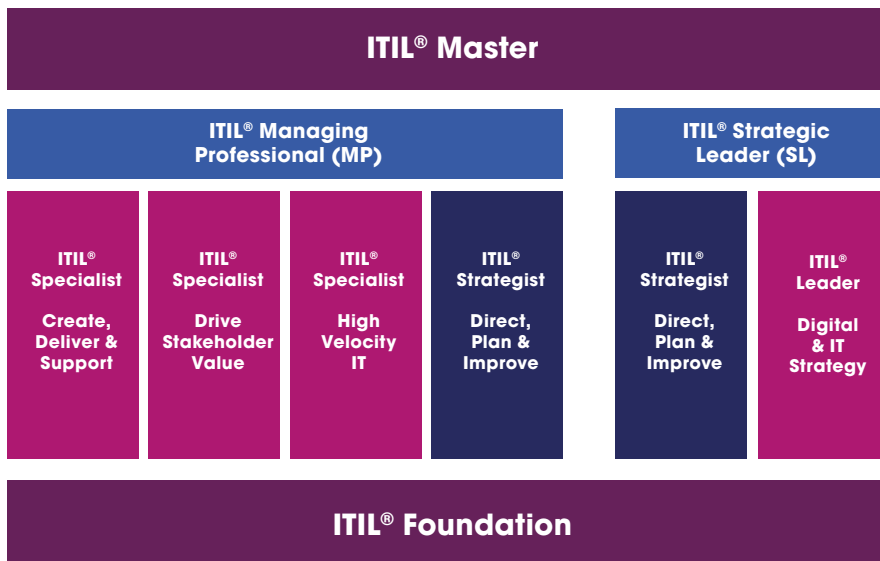 ITIL® Master
ITIL® Managing
Professional (MP)
ITIL® Strategic
Leader (SL)
ITIL®
Specialist
Create,
Deliver &
Support
ITIL®
Specialist
Drive
Stakeholder
Value
ITIL®
Specialist
High
Velocity
IT
ITIL®
Strategist
Direct,
Plan &
Improve
ITIL®
Strategist
Direct,
Plan &
Improve
ITIL®
Leader
Digital
& IT
Strategy
ITIL® Foundation